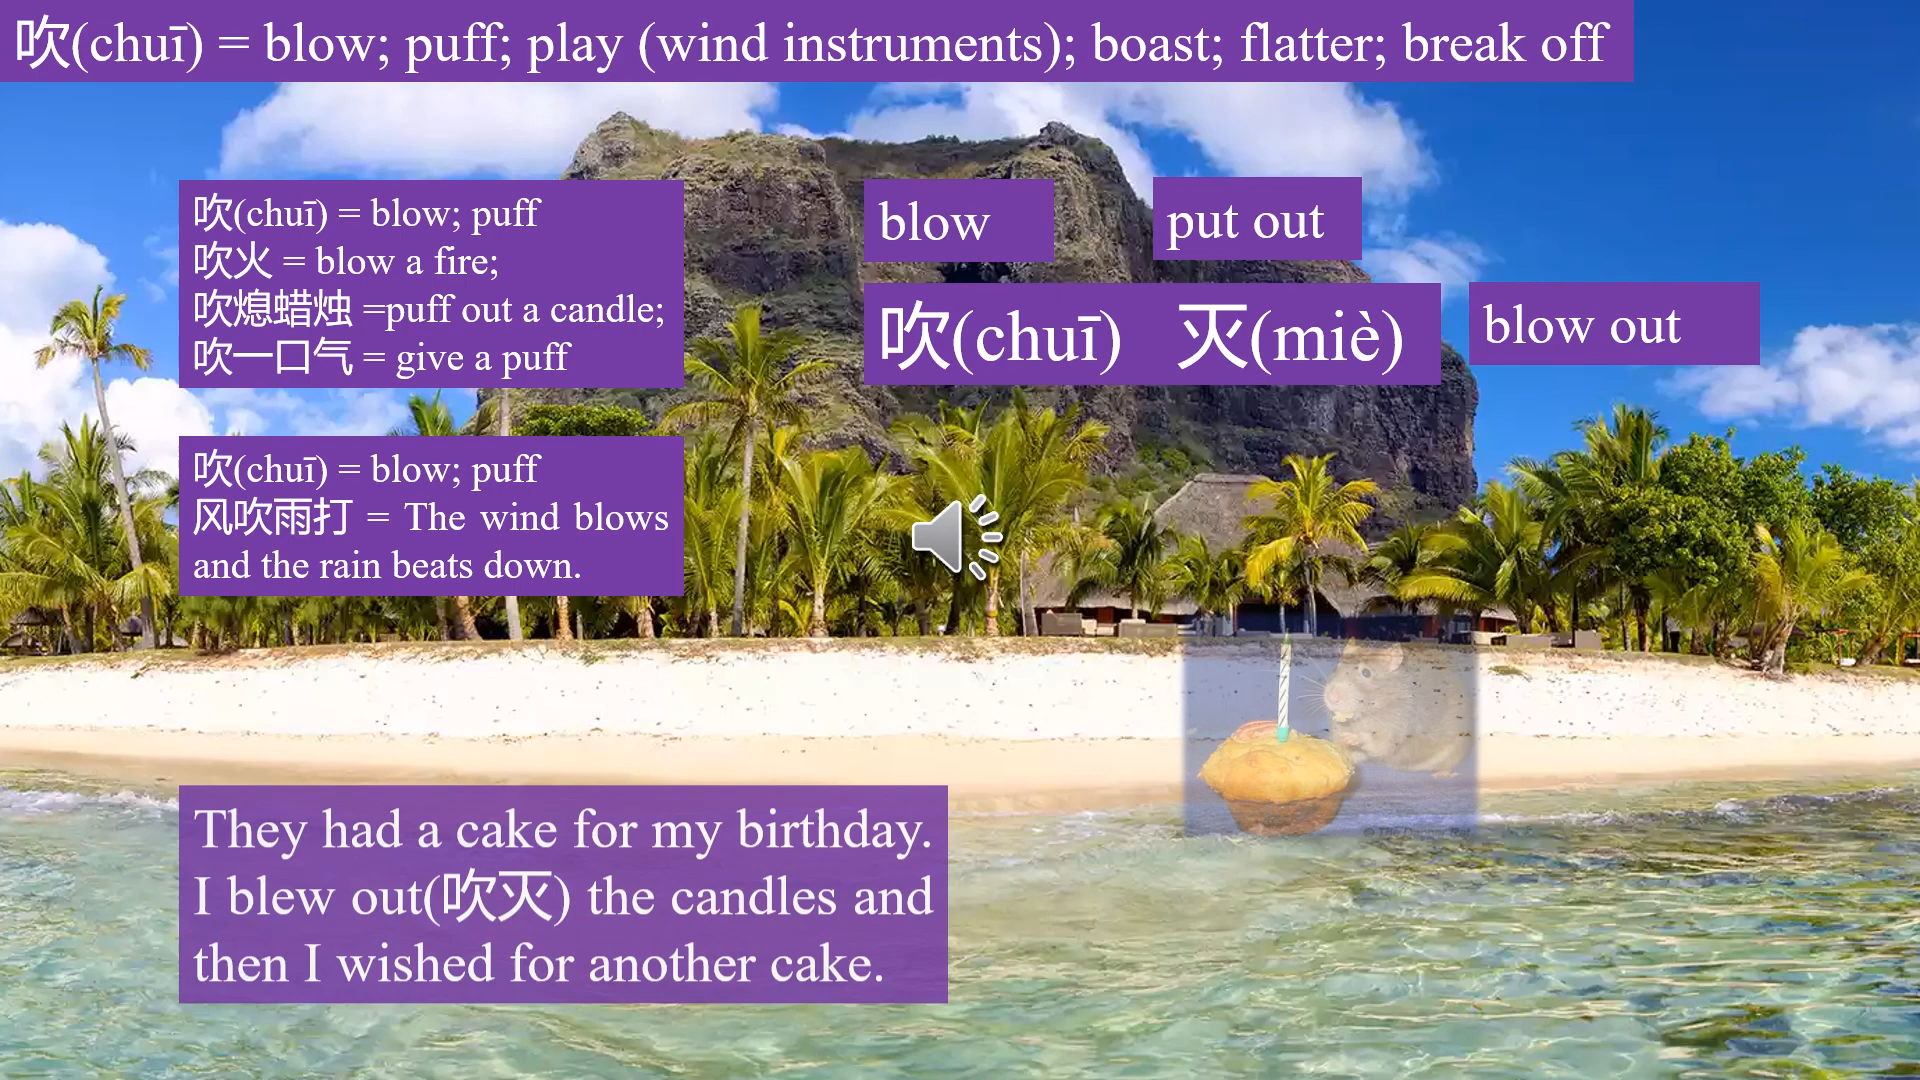 吹(chuī) = blow; puff; play (wind instruments); boast; flatter; break off
吹(chuī) = blow; puff
吹火 = blow a fire;
吹熄蜡烛 =puff out a candle;
吹一口气 = give a puff
blow
put out
吹(chuī) 灭(miè)
blow out
吹(chuī) = blow; puff
风吹雨打 = The wind blows
and the rain beats down.
They had a cake for my birthday.
I blew out(吹灭) the candles and
then I wished for another cake.